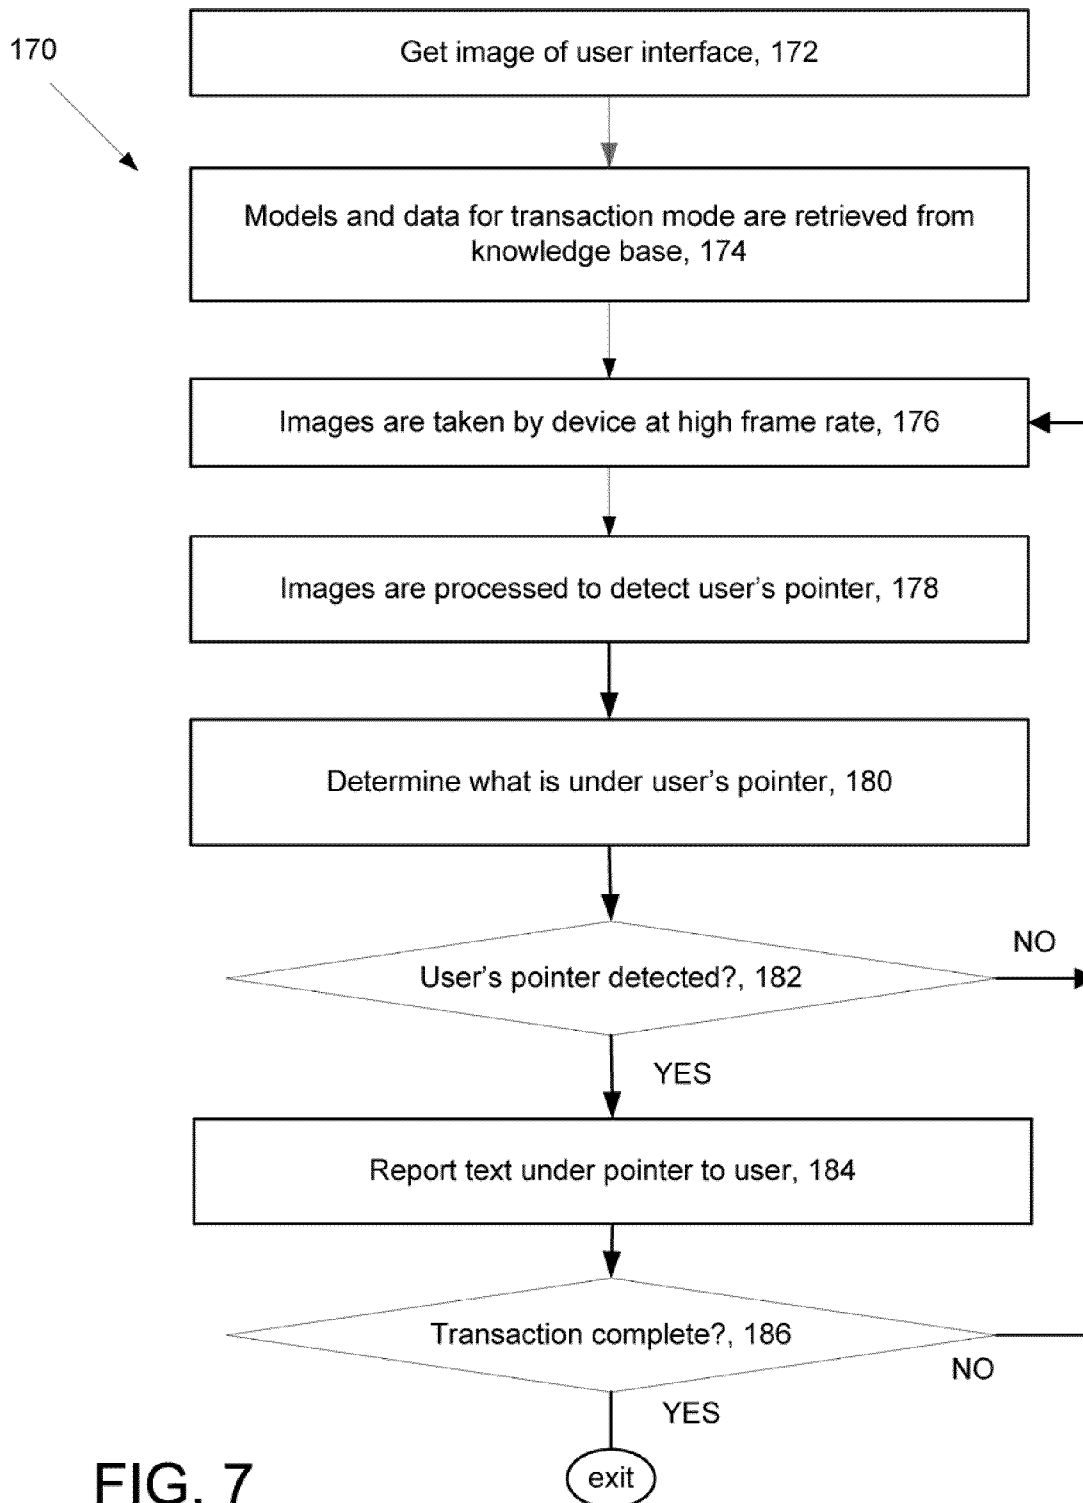 170
Get image of user interface, 172
Models and data for transaction mode are retrieved from
knowledge base, 174
Images are taken by device at high frame rate, 176
Images are processed to detect user's pointer, 178
Determine what is under user's pointer, 180
User's pointer detected?, 182
NO
YES
Report text under pointer to user, 184
Transaction complete?, 186
NO
YES
exit
FIG. 7